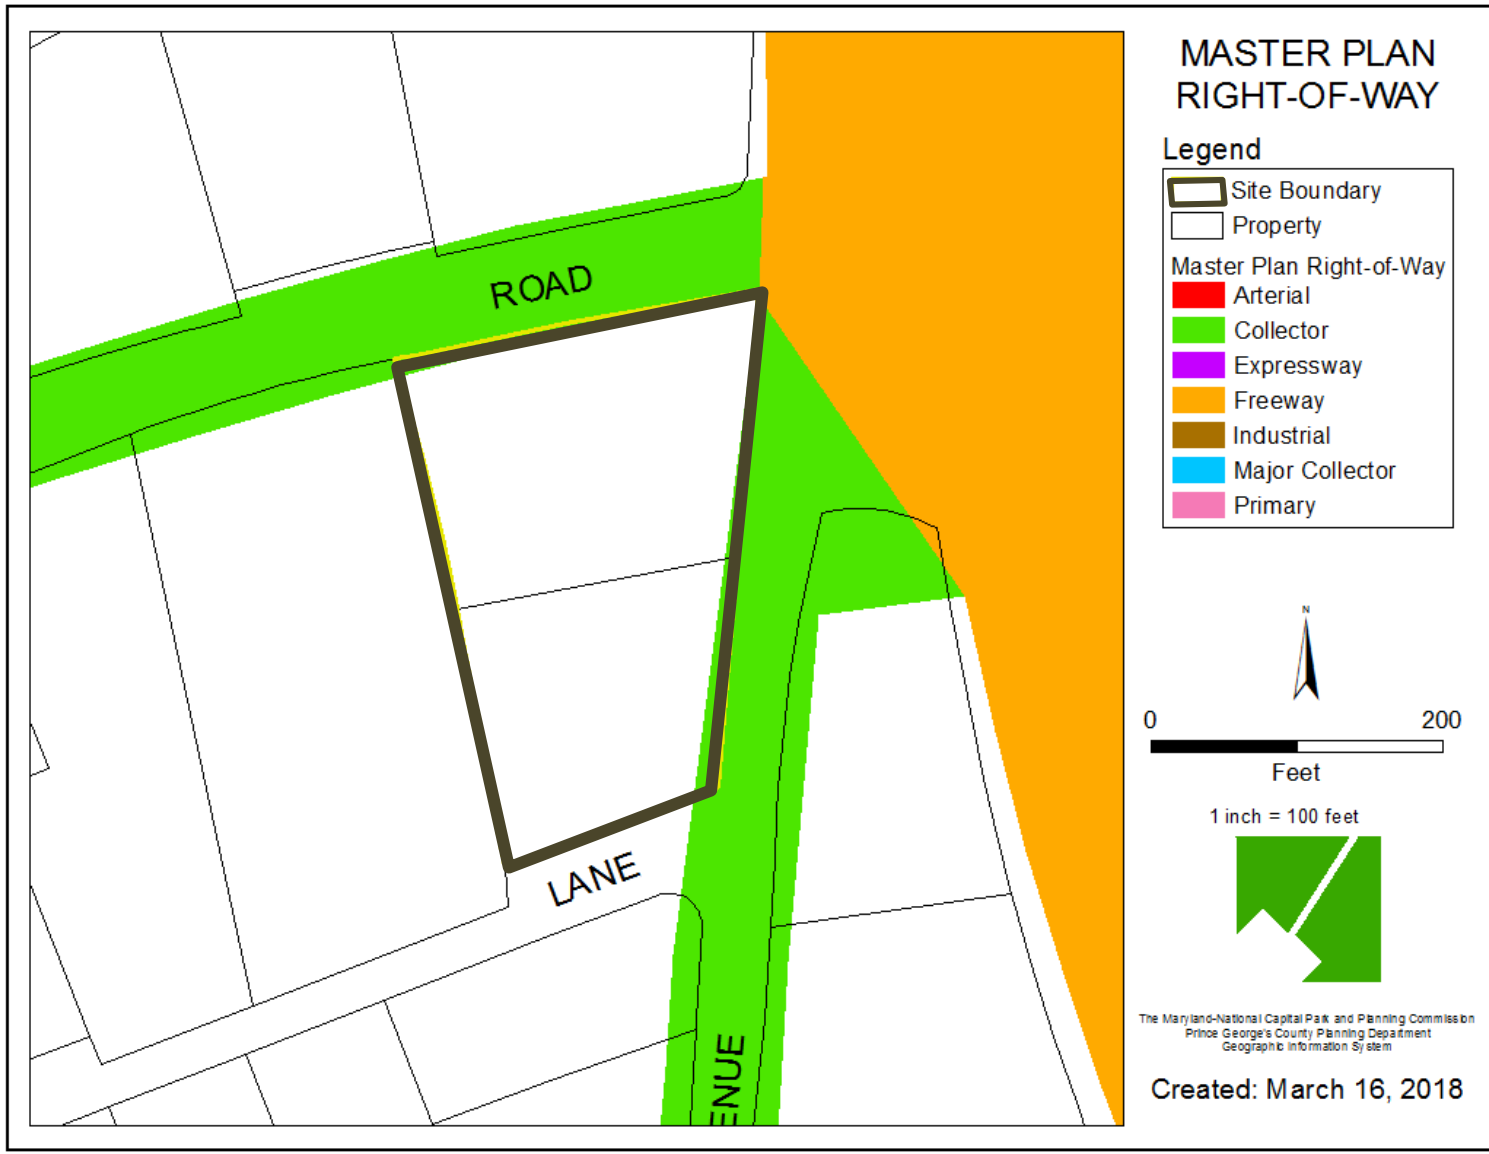 MASTER PLAN
RIGHT-OF-WAY
Legend
Site Boundary
Property
Master Plan Right-of-Way
Arterial
Collector
Expressway
Freeway
Industrial
Major Collector
Primary
ROAD
LANE
ENUE
N
0 200
Feet
1 inch = 100 feet
The Maryland-National Capital Park and Planning Commission
Prince George's County Planning Department
Geographic Information System
Created: March 16, 2018